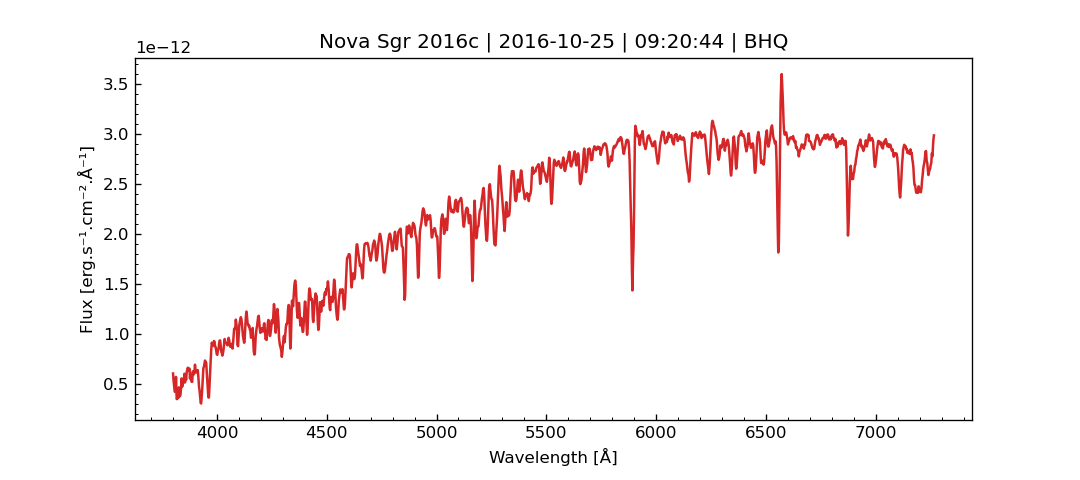 Nova Sgr 2016c | 2016-10-25 | 09:20:44 | BHQ
1e−12
3.5
3.0
2.5
2.0
1.5
1.0
0.5
Flux [erg.s⁻¹.cm⁻².Å⁻¹]
4000 4500 5000 5500 6000 6500 7000
Wavelength [Å]